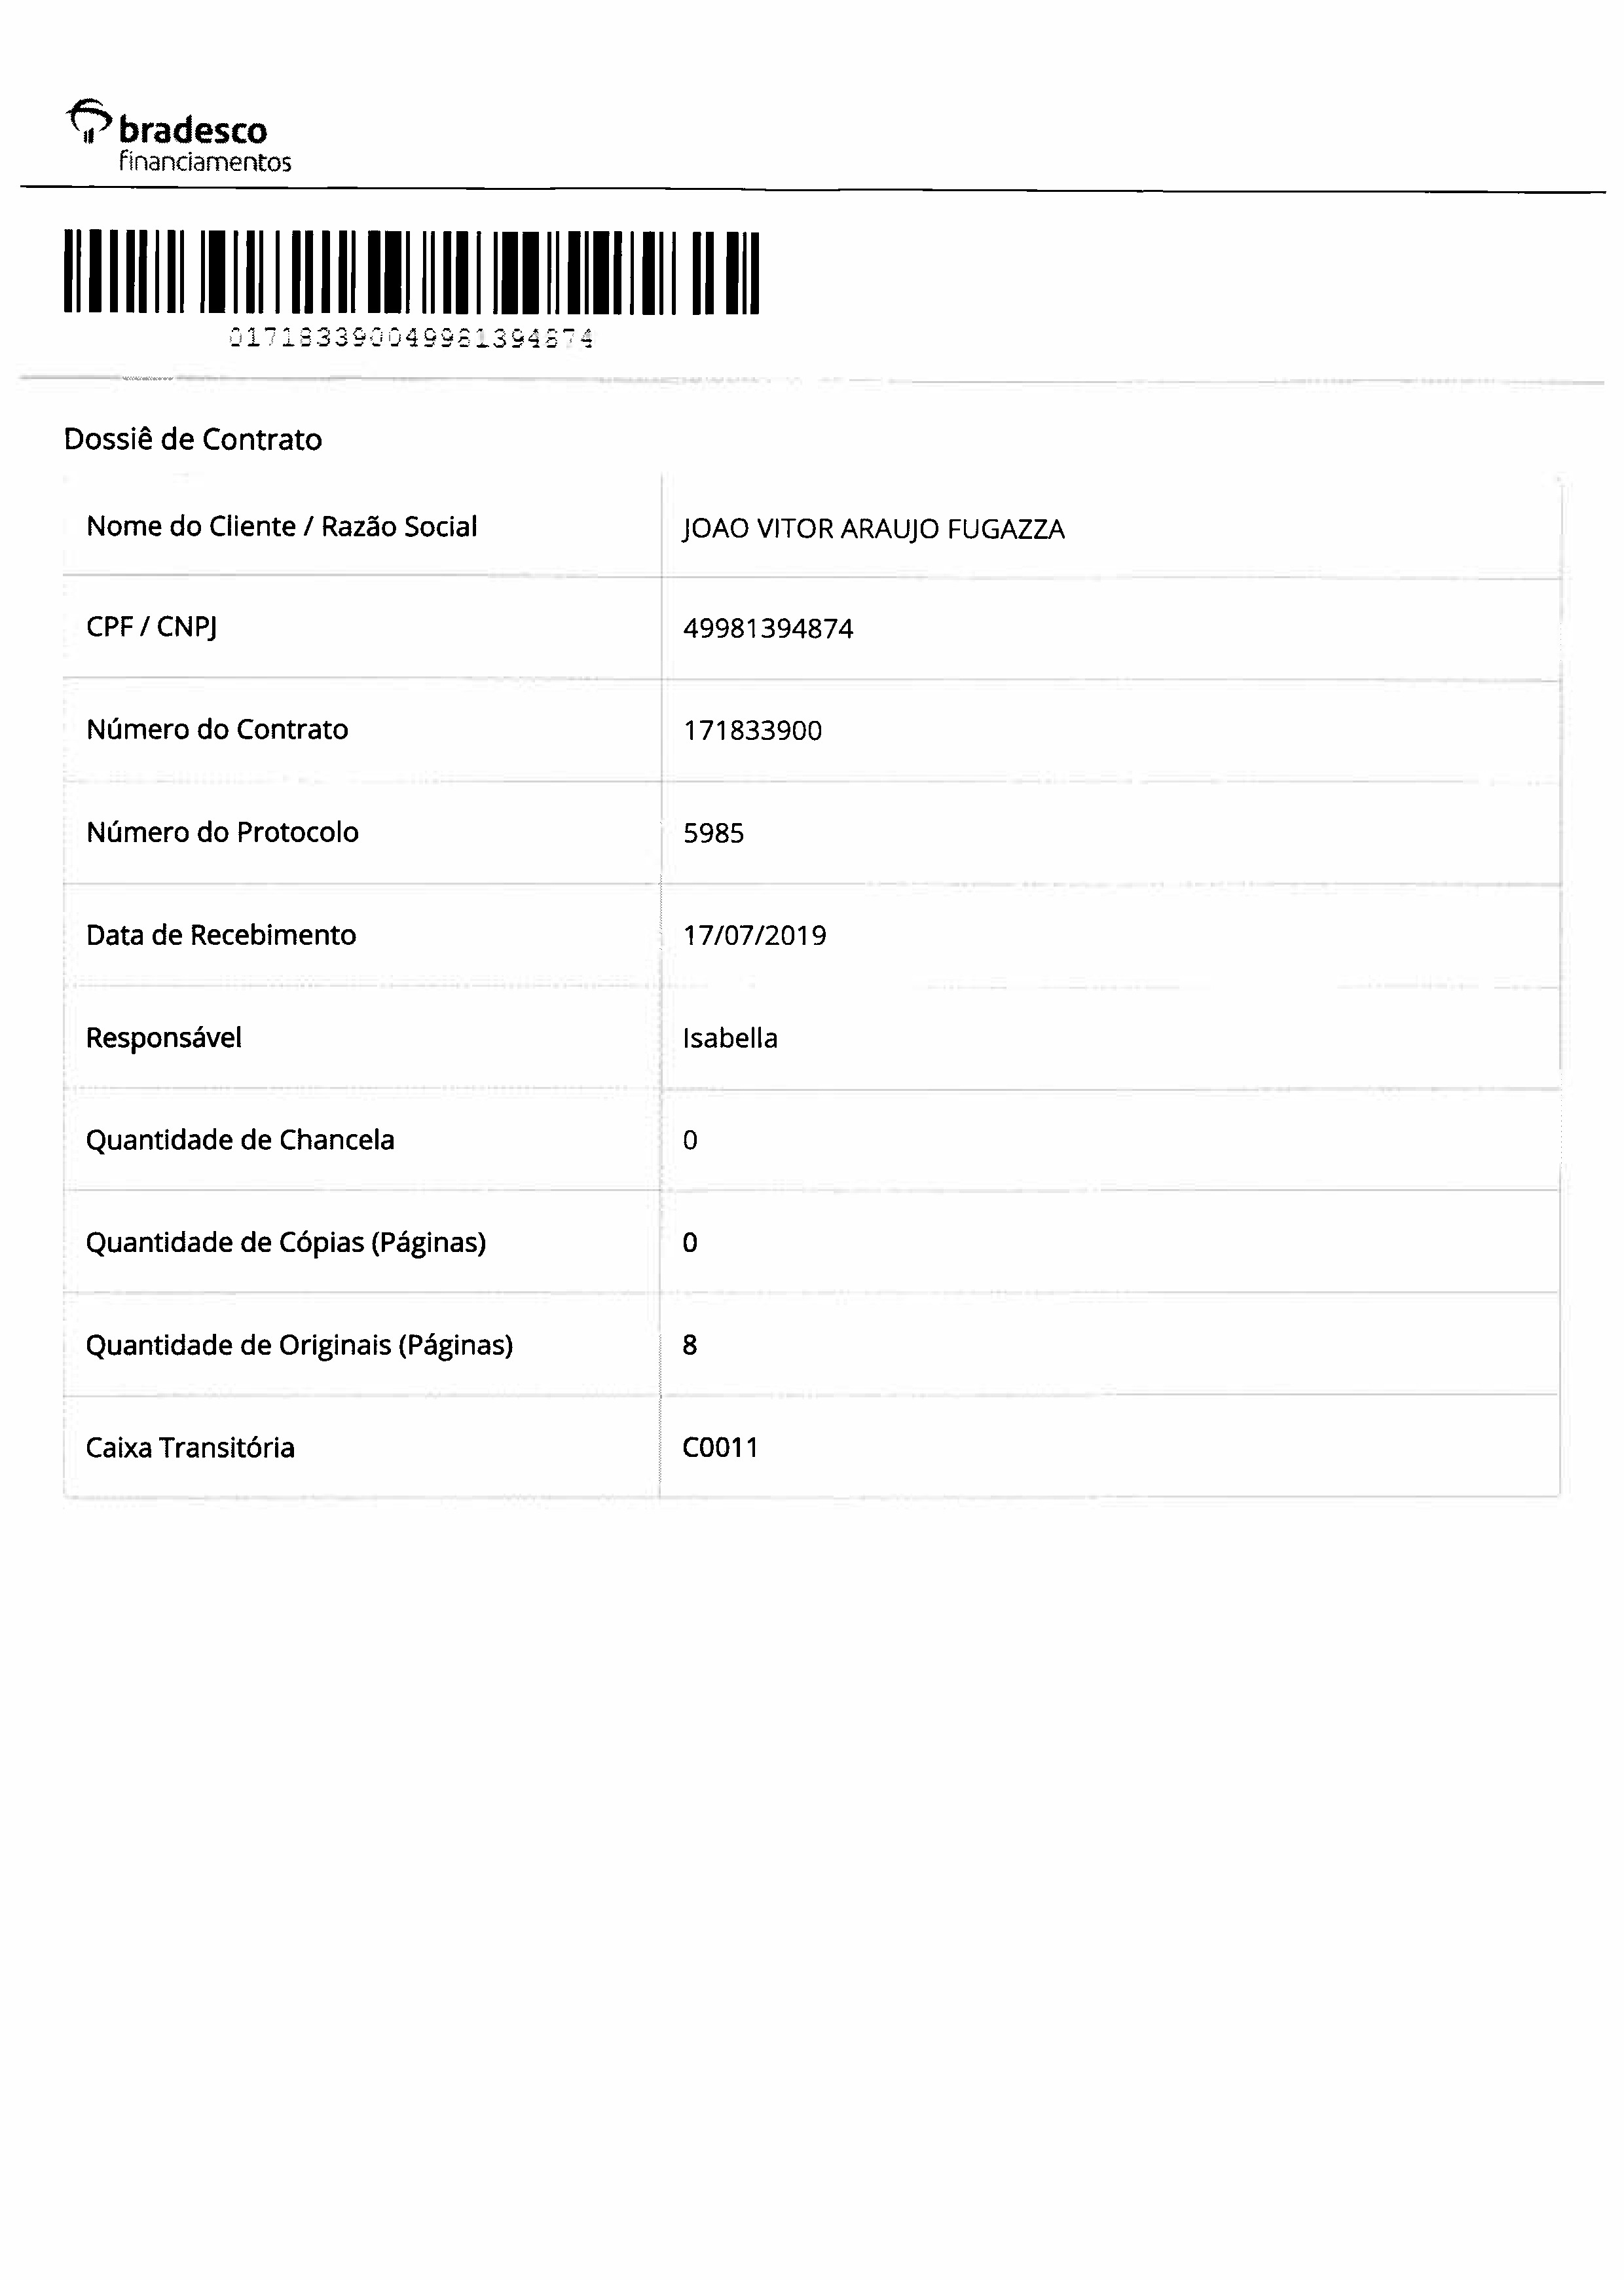 bradesco
financiamentos
017183390049981394874
Dossiê de Contrato
Nome do Cliente / Razão Social JOAO VITOR ARAUJO FUGAZZA
CPF / CNPJ 49981394874
Número do Contrato 171833900
Número do Protocolo 5985
Data de Recebimento 17/07/2019
Responsável Isabella
Quantidade de Chancela 0
Quantidade de Cópias (Páginas) 0
Quantidade de Originais (Páginas) 8
Caixa Transitória C0011